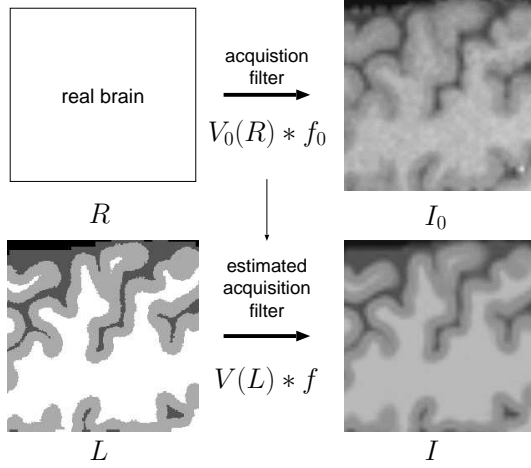 real brain
acquistion
filter
V₀(R) * f₀
R
I₀
estimated
acquisition
filter
V(L) * f
L
I